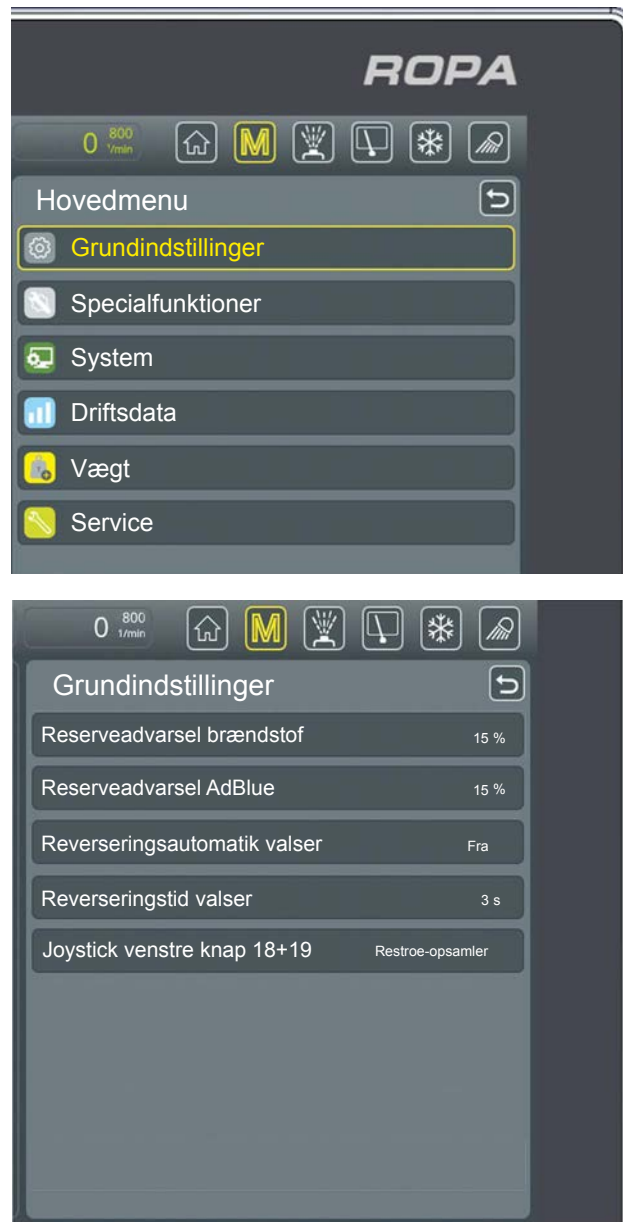 ROPA
0 800 1/min M
Hovedmenu
Grundindstillinger
Specialfunktioner
System
Driftsdata
Vægt
Service
0 800 1/min M
Grundindstillinger
Reserveadvarsel brændstof 15 %
Reserveadvarsel AdBlue 15 %
Reverseringsautomatik valser Fra
Reverseringstid valser 3 s
Joystick venstre knap 18+19 Restroe-opsamler